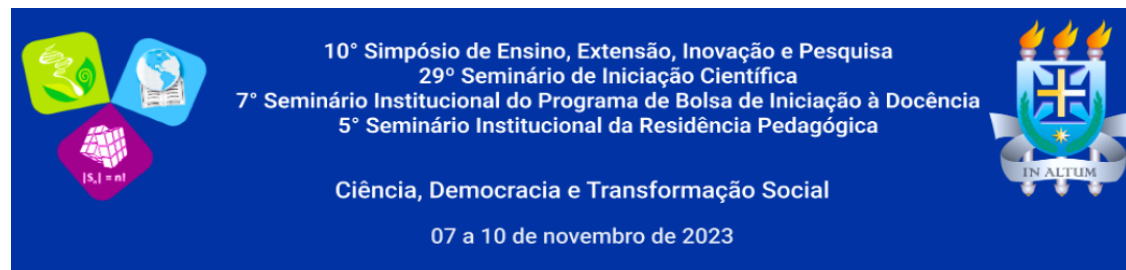 10° Simpósio de Ensino, Extensão, Inovação e Pesquisa
29º Seminário de Iniciação Científica
7° Seminário Institucional do Programa de Bolsa de Iniciação à Docência
5° Seminário Institucional da Residência Pedagógica
|Sₙ| = n!
IN ALTUM
Ciência, Democracia e Transformação Social
07 a 10 de novembro de 2023